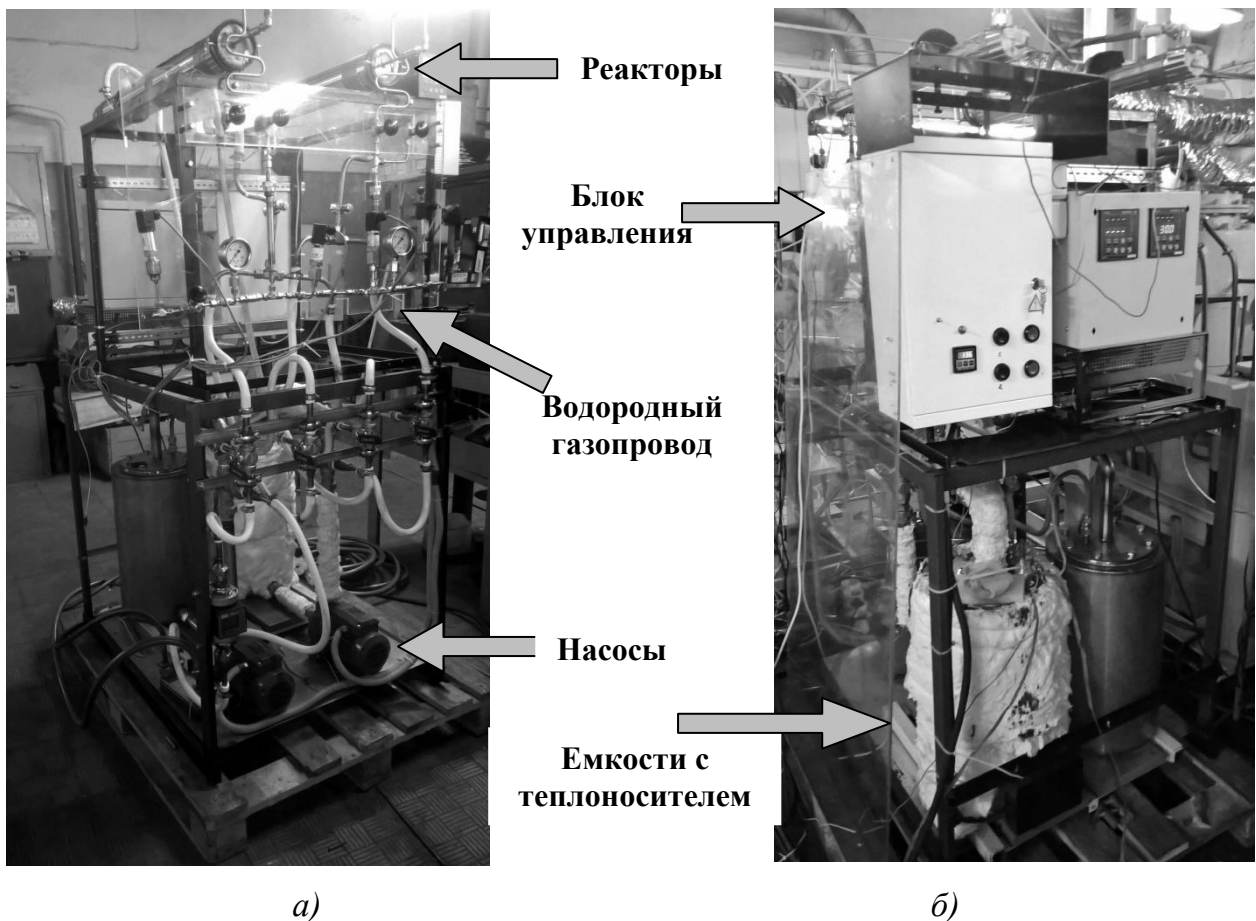 Реакторы
Блок
управления
Водородный
газопровод
Насосы
Емкости с
теплоносителем
а)
б)